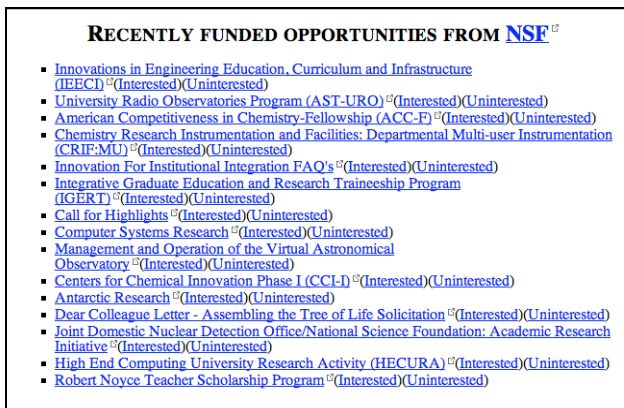 RECENTLY FUNDED OPPORTUNITIES FROM NSF
Innovations in Engineering Education, Curriculum and Infrastructure
(IEECI) (Interested)(Uninterested)
University Radio Observatories Program (AST-URO) (Interested)(Uninterested)
American Competitiveness in Chemistry-Fellowship (ACC-F) (Interested)(Uninterested)
Chemistry Research Instrumentation and Facilities: Departmental Multi-user Instrumentation
(CRIF:MU) (Interested)(Uninterested)
Innovation For Institutional Integration FAQ's (Interested)(Uninterested)
Integrative Graduate Education and Research Traineeship Program
(IGERT) (Interested)(Uninterested)
Call for Highlights (Interested)(Uninterested)
Computer Systems Research (Interested)(Uninterested)
Management and Operation of the Virtual Astronomical
Observatory (Interested)(Uninterested)
Centers for Chemical Innovation Phase I (CCI-I) (Interested)(Uninterested)
Antarctic Research (Interested)(Uninterested)
Dear Colleague Letter - Assembling the Tree of Life Solicitation (Interested)(Uninterested)
Joint Domestic Nuclear Detection Office/National Science Foundation: Academic Research
Initiative (Interested)(Uninterested)
High End Computing University Research Activity (HECURA) (Interested)(Uninterested)
Robert Noyce Teacher Scholarship Program (Interested)(Uninterested)